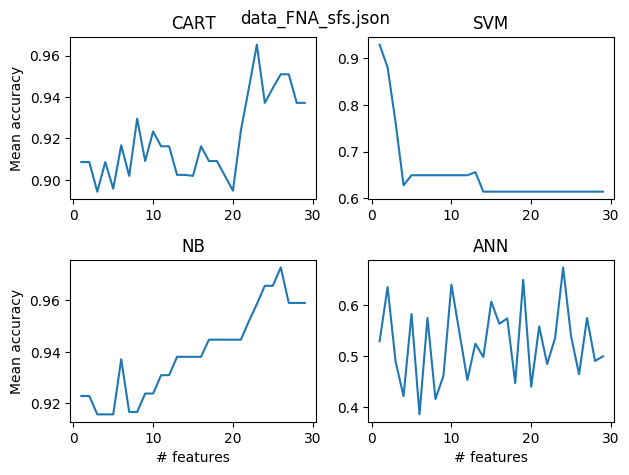 data_FNA_sfs.json
CART
Mean accuracy
0.96
0.94
0.92
0.90
0 10 20 30
SVM
0.9
0.8
0.7
0.6
0 10 20 30
NB
Mean accuracy
0.96
0.94
0.92
0 10 20 30
# features
ANN
0.6
0.5
0.4
0 10 20 30
# features